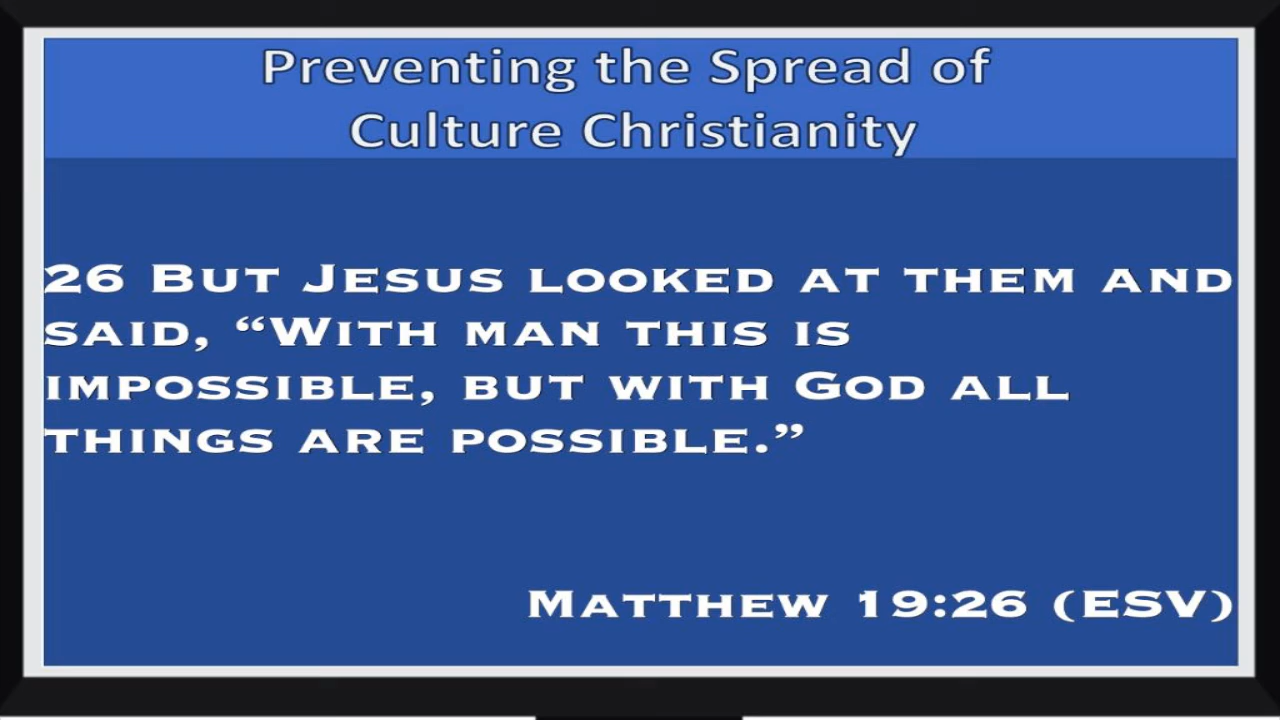 Preventing the Spread of
Culture Christianity
26 But Jesus looked at them and
said, “With man this is
impossible, but with God all
things are possible.”
Matthew 19:26 (ESV)